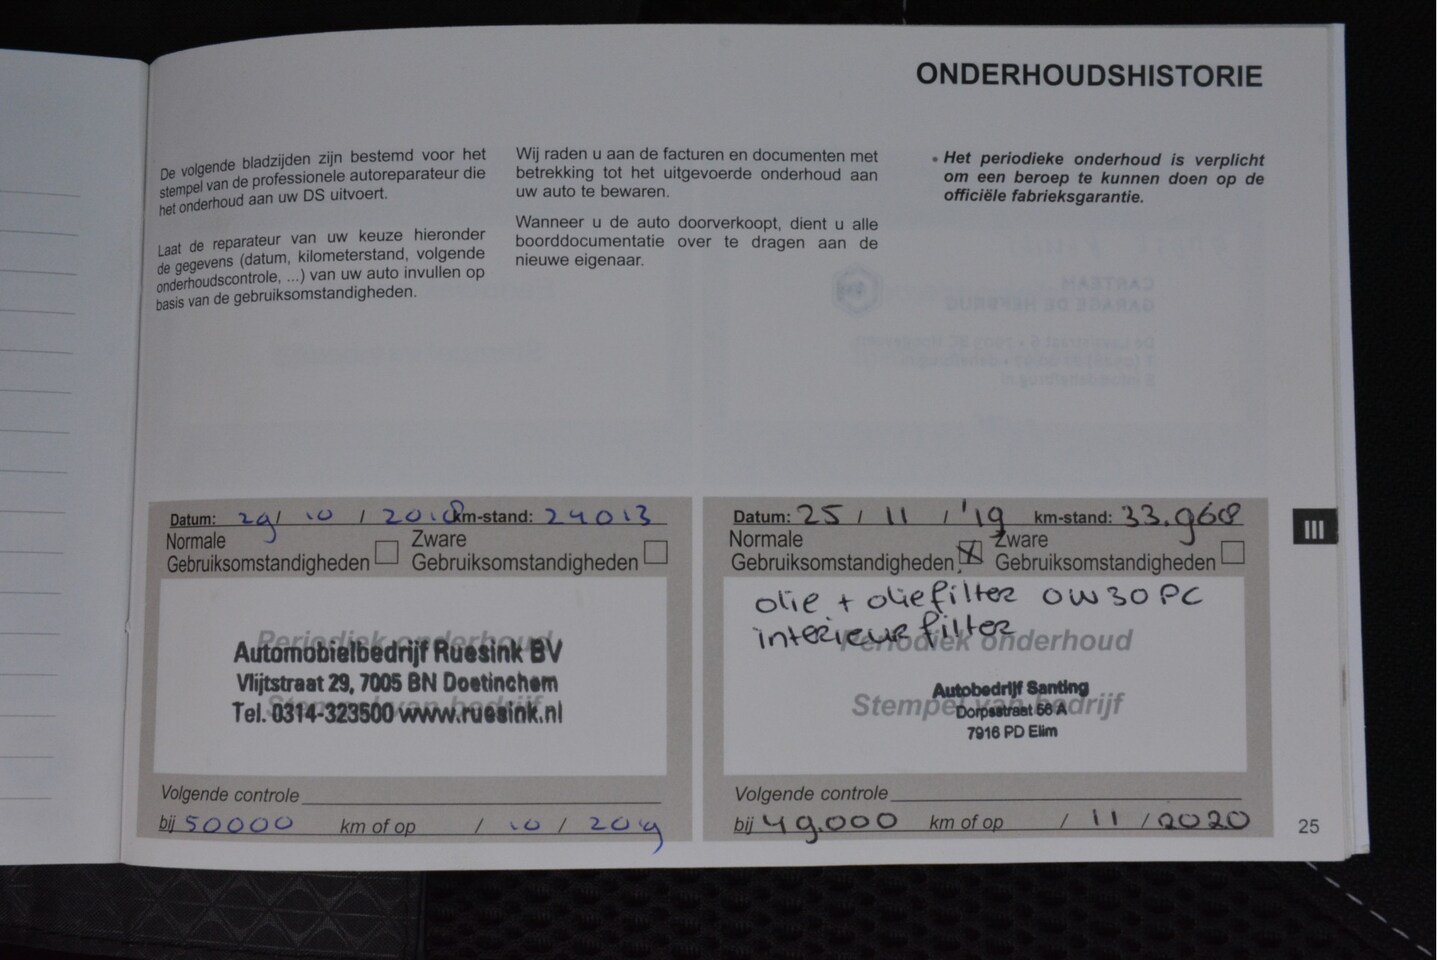 ONDERHOUDSHISTORIE
De volgende bladzijden zijn bestemd voor het
stempel van de professionele autoreparateur die
het onderhoud aan uw DS uitvoert.
Laat de reparateur van uw keuze hieronder
de gegevens (datum, kilometerstand, volgende
onderhoudscontrole, ...) van uw auto invullen op
basis van de gebruiksomstandigheden.
Wij raden u aan de facturen en documenten met
betrekking tot het uitgevoerde onderhoud aan
uw auto te bewaren.
Wanneer u de auto doorverkoopt, dient u alle
boorddocumentatie over te dragen aan de
nieuwe eigenaar.
• Het periodieke onderhoud is verplicht
om een beroep te kunnen doen op de
officiële fabrieksgarantie.
Datum: 29 / 10 / 2018 km-stand: 24013
Normale
Gebruiksomstandigheden
Zware
Gebruiksomstandigheden
Periodiek onderhoud
Stempel van bedrijf
Automobielbedrijf Ruesink BV
Vlijtstraat 29, 7005 BN Doetinchem
Tel. 0314-323500 www.ruesink.nl
Volgende controle
bij 50000 km of op / 10 / 2019
Datum: 25 / 11 / '19 km-stand: 33.968
Normale
Gebruiksomstandigheden X
Zware
Gebruiksomstandigheden
olie + oliefilter 0W30 PC
interieurfilter
Periodiek onderhoud
Stempel van bedrijf
Autobedrijf Santing
Dorpsstraat 56 A
7916 PD Elim
Volgende controle
bij 49.000 km of op / 11 / 2020
III
25